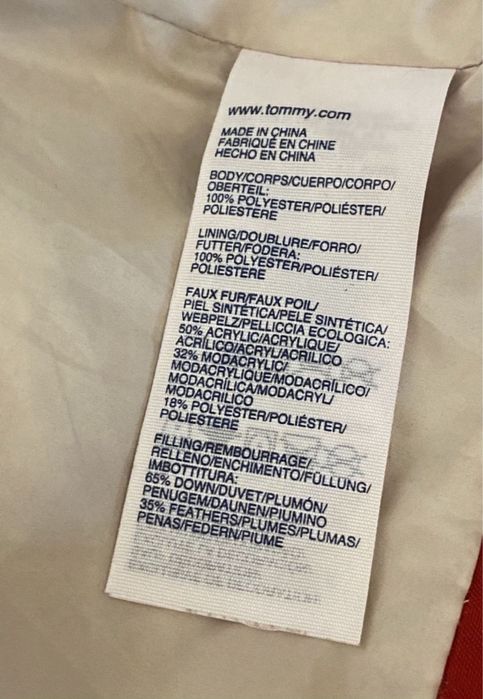 www.tommy.com
MADE IN CHINA
FABRIQUÉ EN CHINE
HECHO EN CHINA
BODY/CORPS/CUERPO/CORPO/
OBERTEIL:
100% POLYESTER/POLIÉSTER/
POLIESTERE
LINING/DOUBLURE/FORRO/
FUTTER/FODERA:
100% POLYESTER/POLIÉSTER/
POLIESTERE
FAUX FUR/FAUX POIL/
PIEL SINTÉTICA/PELE SINTÉTICA/
WEBPELZ/PELLICCIA ECOLOGICA:
50% ACRYLIC/ACRYLIQUE/
ACRÍLICO/ACRYL/ACRILICO
32% MODACRYLIC/
MODACRYLIQUE/MODACRÍLICO/
MODACRÍLICA/MODACRYL/
MODACRILICO
18% POLYESTER/POLIÉSTER/
POLIESTERE
FILLING/REMBOURRAGE/
RELLENO/ENCHIMENTO/FÜLLUNG/
IMBOTTITURA:
65% DOWN/DUVET/PLUMÓN/
PENUGEM/DAUNEN/PIUMINO
35% FEATHERS/PLUMES/PLUMAS/
PENAS/FEDERN/PIUME